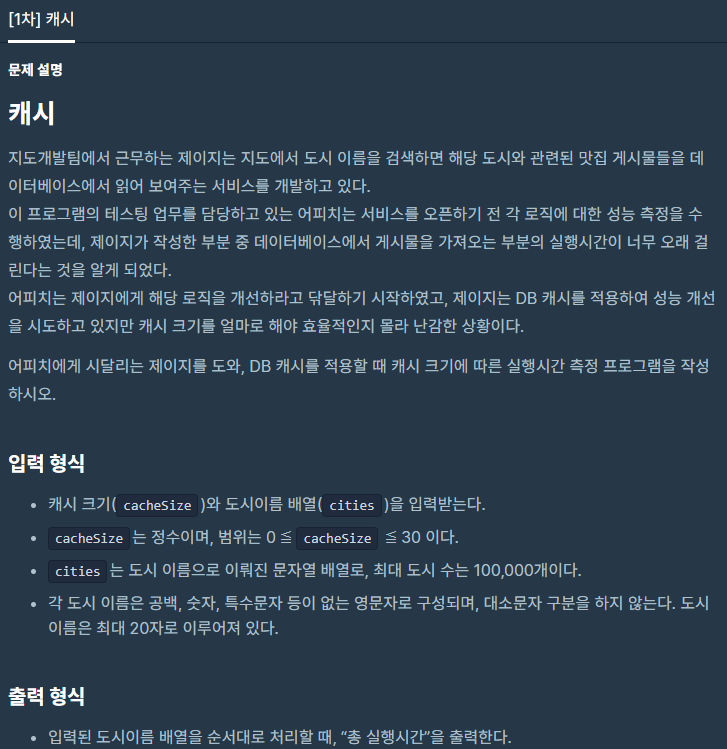 [1차] 캐시
문제 설명
캐시
지도개발팀에서 근무하는 제이지는 지도에서 도시 이름을 검색하면 해당 도시와 관련된 맛집 게시물들을 데
이터베이스에서 읽어 보여주는 서비스를 개발하고 있다.
이 프로그램의 테스팅 업무를 담당하고 있는 어피치는 서비스를 오픈하기 전 각 로직에 대한 성능 측정을 수
행하였는데, 제이지가 작성한 부분 중 데이터베이스에서 게시물을 가져오는 부분의 실행시간이 너무 오래 걸
린다는 것을 알게 되었다.
어피치는 제이지에게 해당 로직을 개선하라고 닦달하기 시작하였고, 제이지는 DB 캐시를 적용하여 성능 개선
을 시도하고 있지만 캐시 크기를 얼마로 해야 효율적인지 몰라 난감한 상황이다.
어피치에게 시달리는 제이지를 도와, DB 캐시를 적용할 때 캐시 크기에 따른 실행시간 측정 프로그램을 작성
하시오.
입력 형식
• 캐시 크기(cacheSize)와 도시이름 배열(cities)을 입력받는다.
• cacheSize는 정수이며, 범위는 0 ≦ cacheSize ≦ 30 이다.
• cities는 도시 이름으로 이뤄진 문자열 배열로, 최대 도시 수는 100,000개이다.
• 각 도시 이름은 공백, 숫자, 특수문자 등이 없는 영문자로 구성되며, 대소문자 구분을 하지 않는다. 도시
이름은 최대 20자로 이루어져 있다.
출력 형식
• 입력된 도시이름 배열을 순서대로 처리할 때, “총 실행시간”을 출력한다.